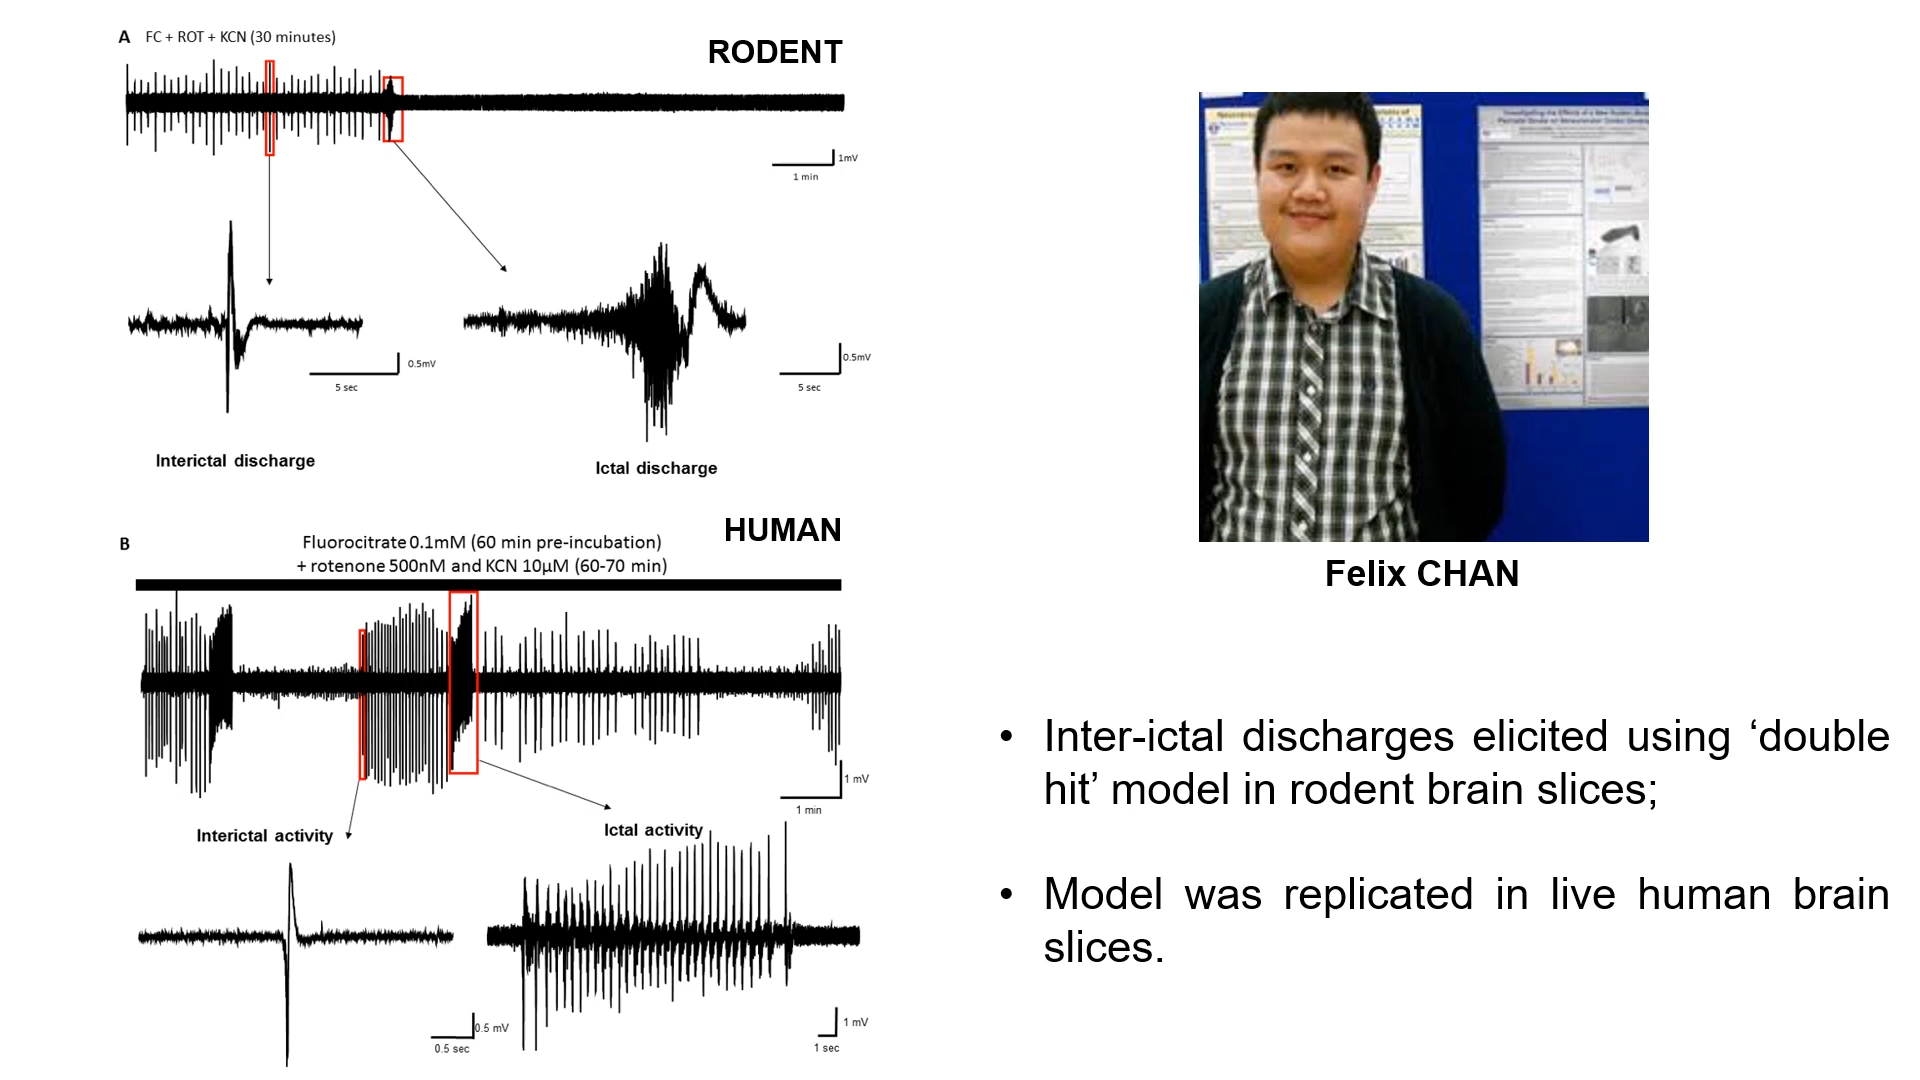 A FC + ROT + KCN (30 minutes)
RODENT
1mV
1 min
0.5mV
5 sec
0.5mV
5 sec
Interictal discharge
Ictal discharge
HUMAN
B
Fluorocitrate 0.1mM (60 min pre-incubation)
+ rotenone 500nM and KCN 10µM (60-70 min)
1 mV
1 min
Interictal activity
Ictal activity
0.5 mV
0.5 sec
1 mV
1 sec
Felix CHAN
• Inter-ictal discharges elicited using ‘double
hit’ model in rodent brain slices;
• Model was replicated in live human brain
slices.